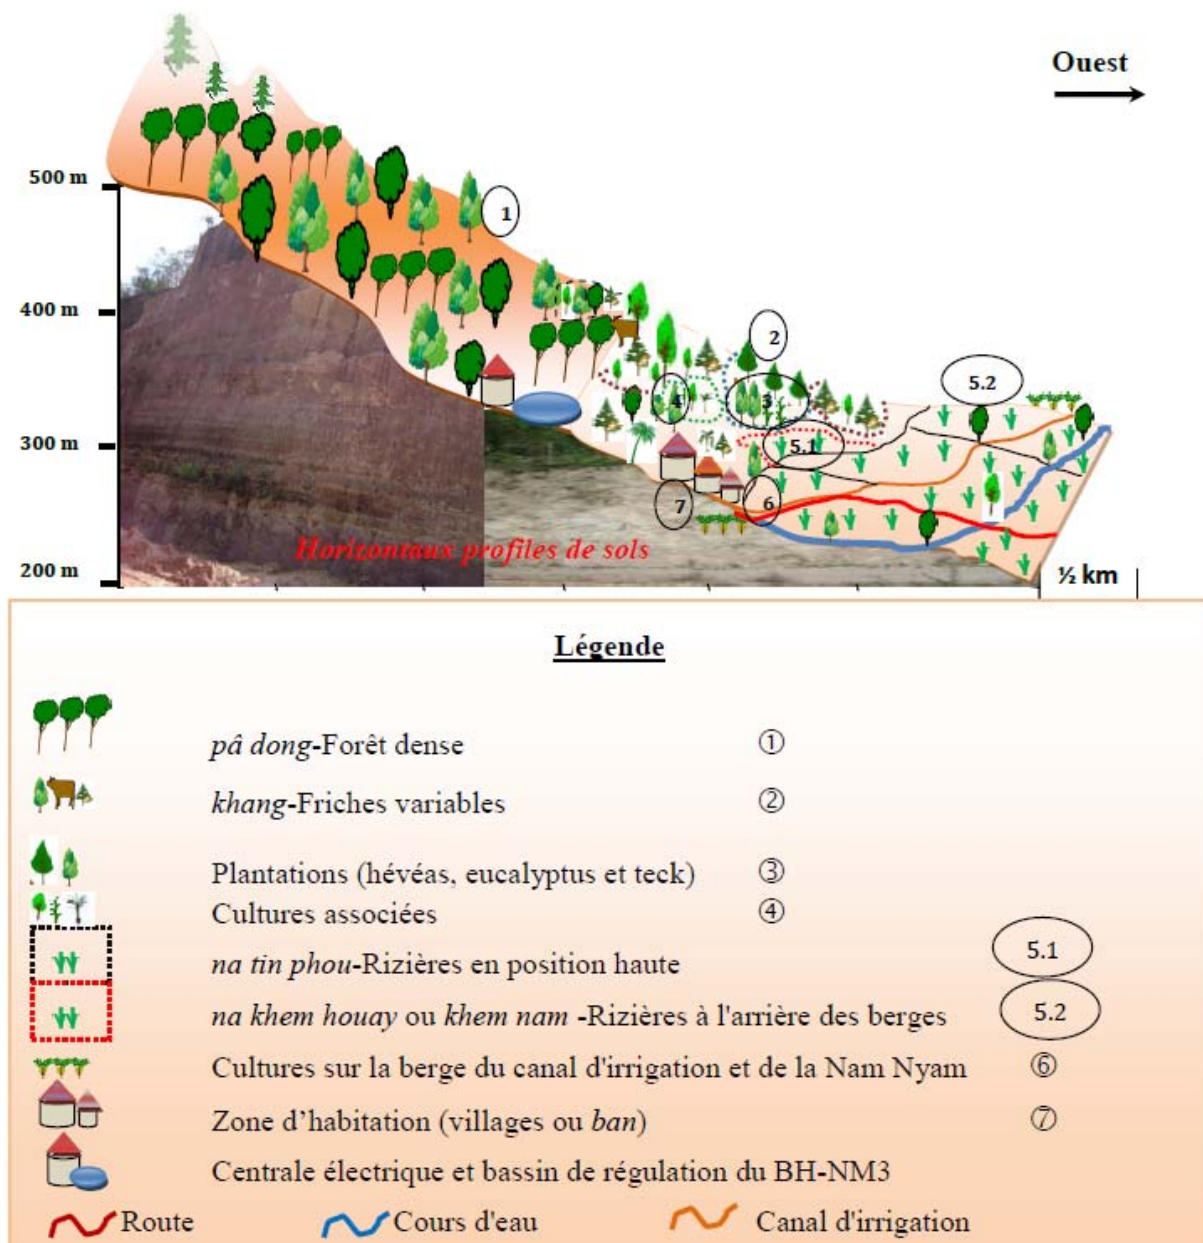 Ouest
500 m
1
400 m
2
5.2
4
3
300 m
5.1
7
6
Horizontaux profiles de sols
200 m
½ km
Légende
pâ dong-Forêt dense ①
khang-Friches variables ②
Plantations (hévéas, eucalyptus et teck) ③
Cultures associées ④
na tin phou-Rizières en position haute 5.1
na khem houay ou khem nam -Rizières à l'arrière des berges 5.2
Cultures sur la berge du canal d'irrigation et de la Nam Nyam ⑥
Zone d’habitation (villages ou ban) ⑦
Centrale électrique et bassin de régulation du BH-NM3
Route Cours d'eau Canal d'irrigation